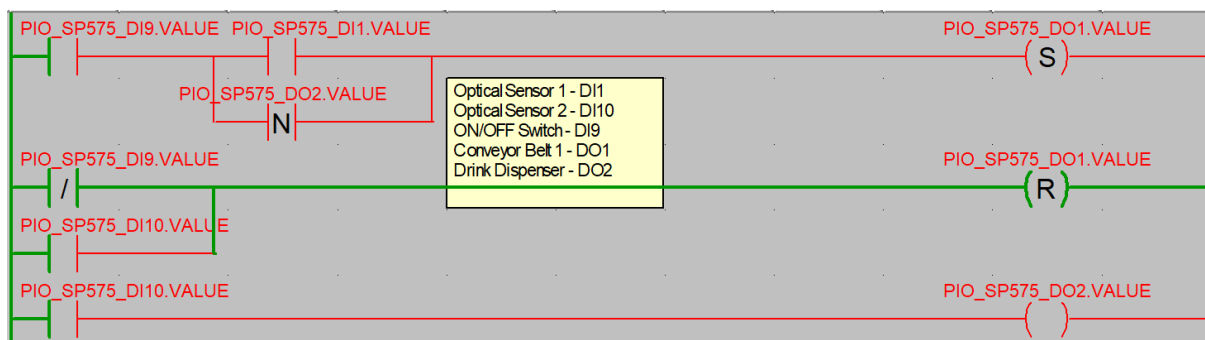 PIO_SP575_DI9.VALUE PIO_SP575_DI1.VALUE PIO_SP575_DO1.VALUE
S
PIO_SP575_DO2.VALUE
N
Optical Sensor 1 - DI1
Optical Sensor 2 - DI10
ON/OFF Switch - DI9
Conveyor Belt 1 - DO1
Drink Dispenser - DO2
PIO_SP575_DI9.VALUE PIO_SP575_DO1.VALUE
/ R
PIO_SP575_DI10.VALUE
PIO_SP575_DI10.VALUE PIO_SP575_DO2.VALUE